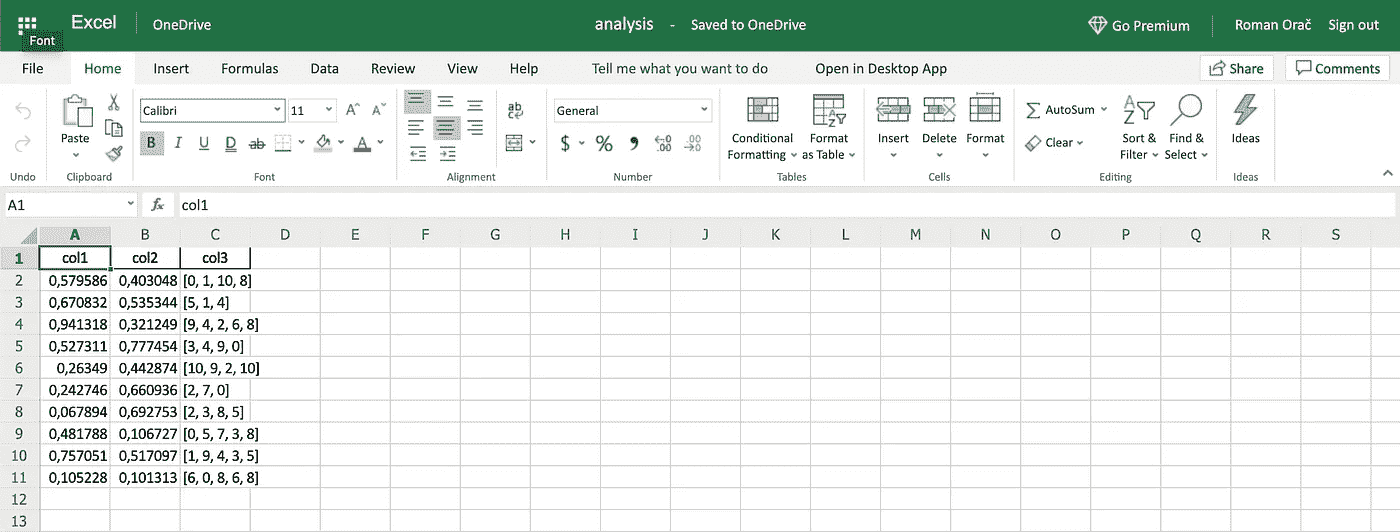 Excel OneDrive analysis - Saved to OneDrive Go Premium Roman Orač Sign out
Font
File Home Insert Formulas Data Review View Help Tell me what you want to do Open in Desktop App Share Comments
Calibri 11 General
Paste
B I U D ab A $ % 9 .00
Conditional Formatting Format as Table Insert Delete Format AutoSum Clear Sort & Filter Find & Select Ideas
Undo Clipboard Font Alignment Number Tables Cells Editing Ideas
A1 fx col1
A B C D E F G H I J K L M N O P Q R S
1 col1 col2 col3
2 0,579586 0,403048 [0, 1, 10, 8]
3 0,670832 0,535344 [5, 1, 4]
4 0,941318 0,321249 [9, 4, 2, 6, 8]
5 0,527311 0,777454 [3, 4, 9, 0]
6 0,26349 0,442874 [10, 9, 2, 10]
7 0,242746 0,660936 [2, 7, 0]
8 0,067894 0,692753 [2, 3, 8, 5]
9 0,481788 0,106727 [0, 5, 7, 3, 8]
10 0,757051 0,517097 [1, 9, 4, 3, 5]
11 0,105228 0,101313 [6, 0, 8, 6, 8]
12
13